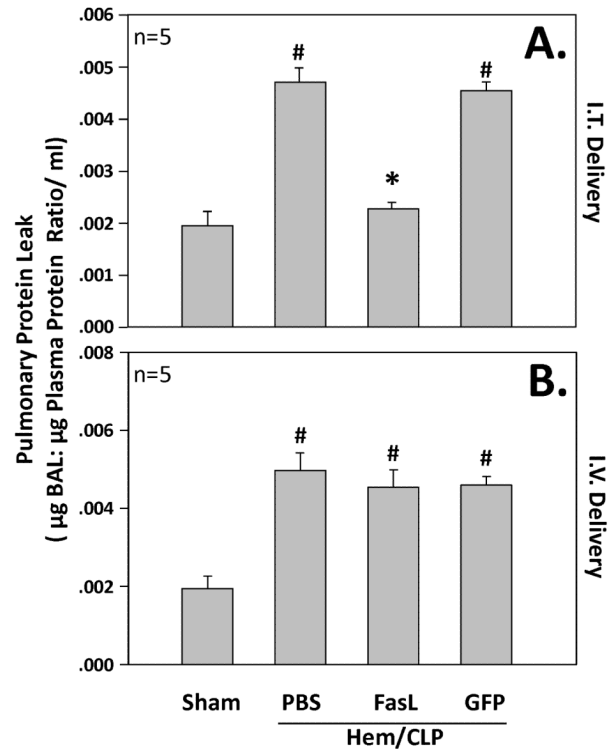 Pulmonary Protein Leak
( µg BAL: µg Plasma Protein Ratio/ ml)
.006
.005
.004
.003
.002
.001
.000
n=5
#
*
#
A.
I.T. Delivery
.008
.006
.004
.002
.000
n=5
#
#
#
B.
I.V. Delivery
Sham PBS FasL GFP
Hem/CLP